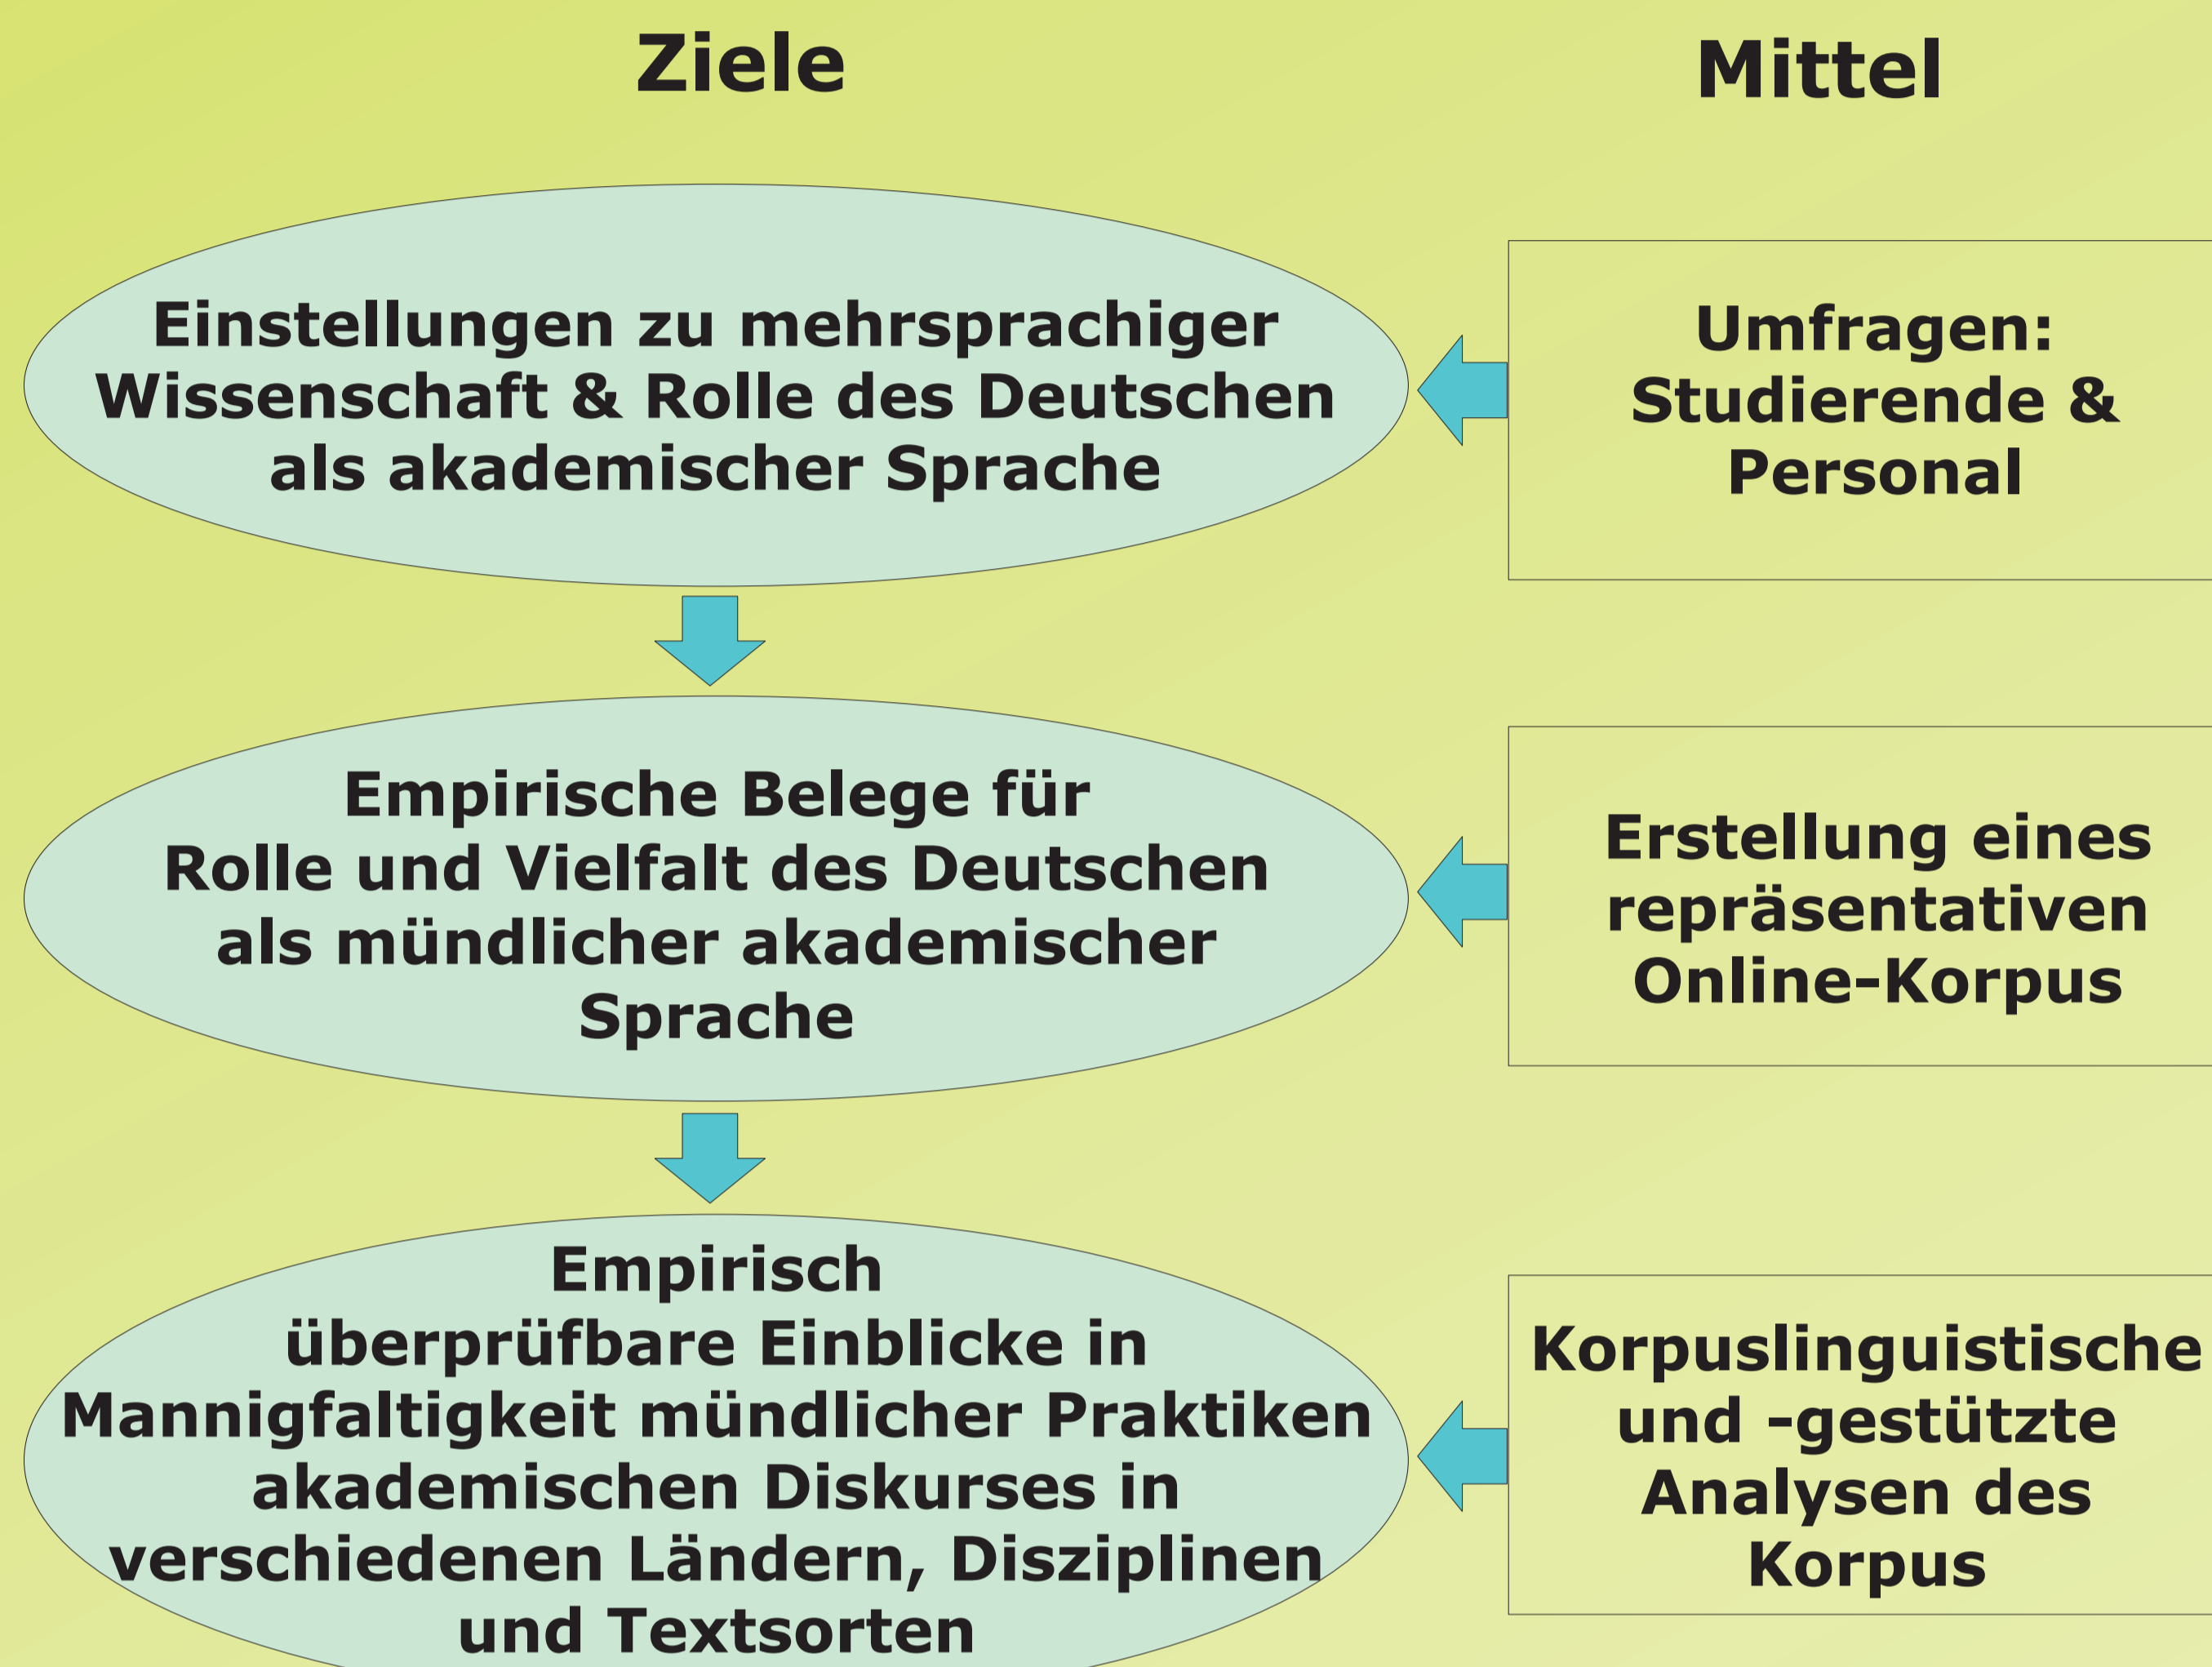 Ziele
Mittel
Einstellungen zu mehrsprachiger
Wissenschaft & Rolle des Deutschen
als akademischer Sprache
Umfragen:
Studierende &
Personal
Empirische Belege für
Rolle und Vielfalt des Deutschen
als mündlicher akademischer
Sprache
Erstellung eines
repräsentativen
Online-Korpus
Empirisch
überprüfbare Einblicke in
Mannigfaltigkeit mündlicher Praktiken
akademischen Diskurses in
verschiedenen Ländern, Disziplinen
und Textsorten
Korpuslinguistische
und -gestützte
Analysen des
Korpus